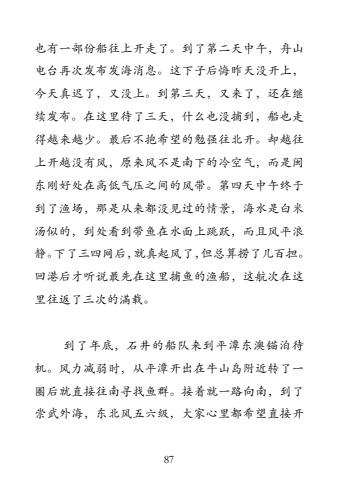 也有一部份船往上开走了。到了第二天中午，舟山
电台再次发布发海消息。这下子后悔昨天没开上，
今天真迟了，又没上。到第三天，又来了，还在继
续发布。在这里待了三天，什么也没捕到，船也走
得越来越少。最后不抱希望的勉强往北开。却越往
上开越没有风，原来风不是南下的冷空气，而是闽
东刚好处在高低气压之间的风带。第四天中午终于
到了渔场，那是从来都没见过的情景，海水是白米
汤似的，到处看到带鱼在水面上跳跃，而且风平浪
静。下了三四网后，就真起风了，但总算捞了几百担。
回港后才听说最先在这里捕鱼的渔船，这航次在这
里往返了三次的满载。
到了年底，石井的船队来到平潭东澳锚泊待
机。风力减弱时，从平潭开出在牛山岛附近转了一
圈后就直接往南寻找鱼群。接着就一路向南，到了
崇武外海，东北风五六级，大家心里都希望直接开
87